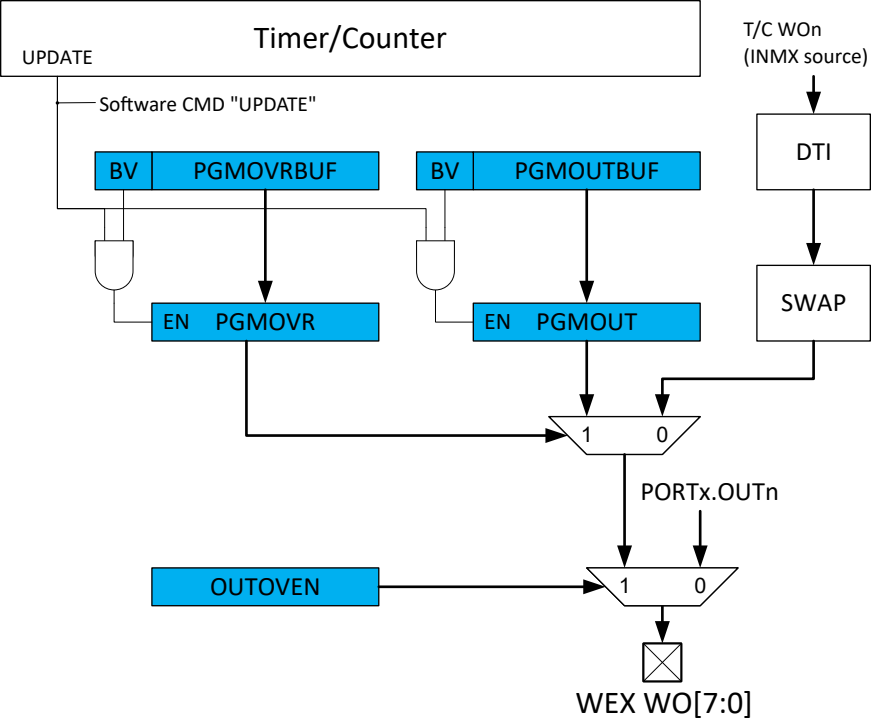 Timer/Counter
UPDATE
T/C WOn
(INMX source)
Software CMD "UPDATE"
DTI
BV PGMOVRBUF
BV PGMOUTBUF
SWAP
EN PGMOVR
EN PGMOUT
1 0
PORTx.OUTn
OUTOVEN
1 0
WEX WO[7:0]